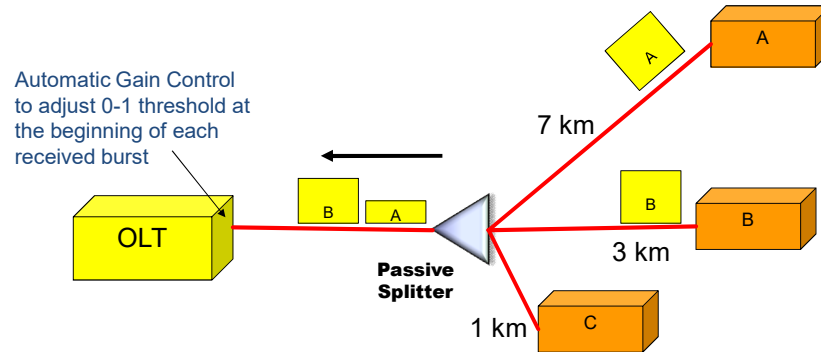 Automatic Gain Control
to adjust 0-1 threshold at
the beginning of each
received burst
OLT
B
A
Passive
Splitter
A
7 km
A
B
3 km
B
1 km
C